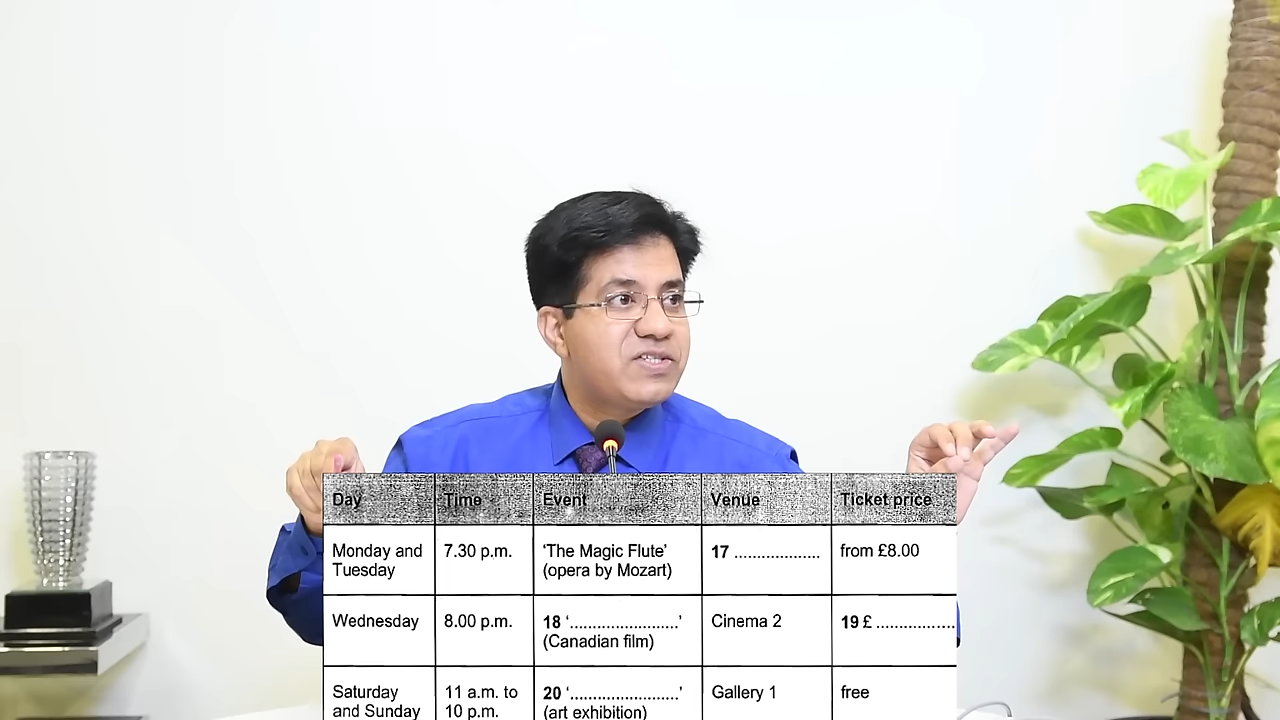 Day Time Event Venue Ticket price
Monday and 7.30 p.m. ‘The Magic Flute’ 17 ................... from £8.00
Tuesday (opera by Mozart)
Wednesday 8.00 p.m. 18 ‘........................’ Cinema 2 19 £ .................
(Canadian film)
Saturday 11 a.m. to 20 ‘........................’ Gallery 1 free
and Sunday 10 p.m. (art exhibition)